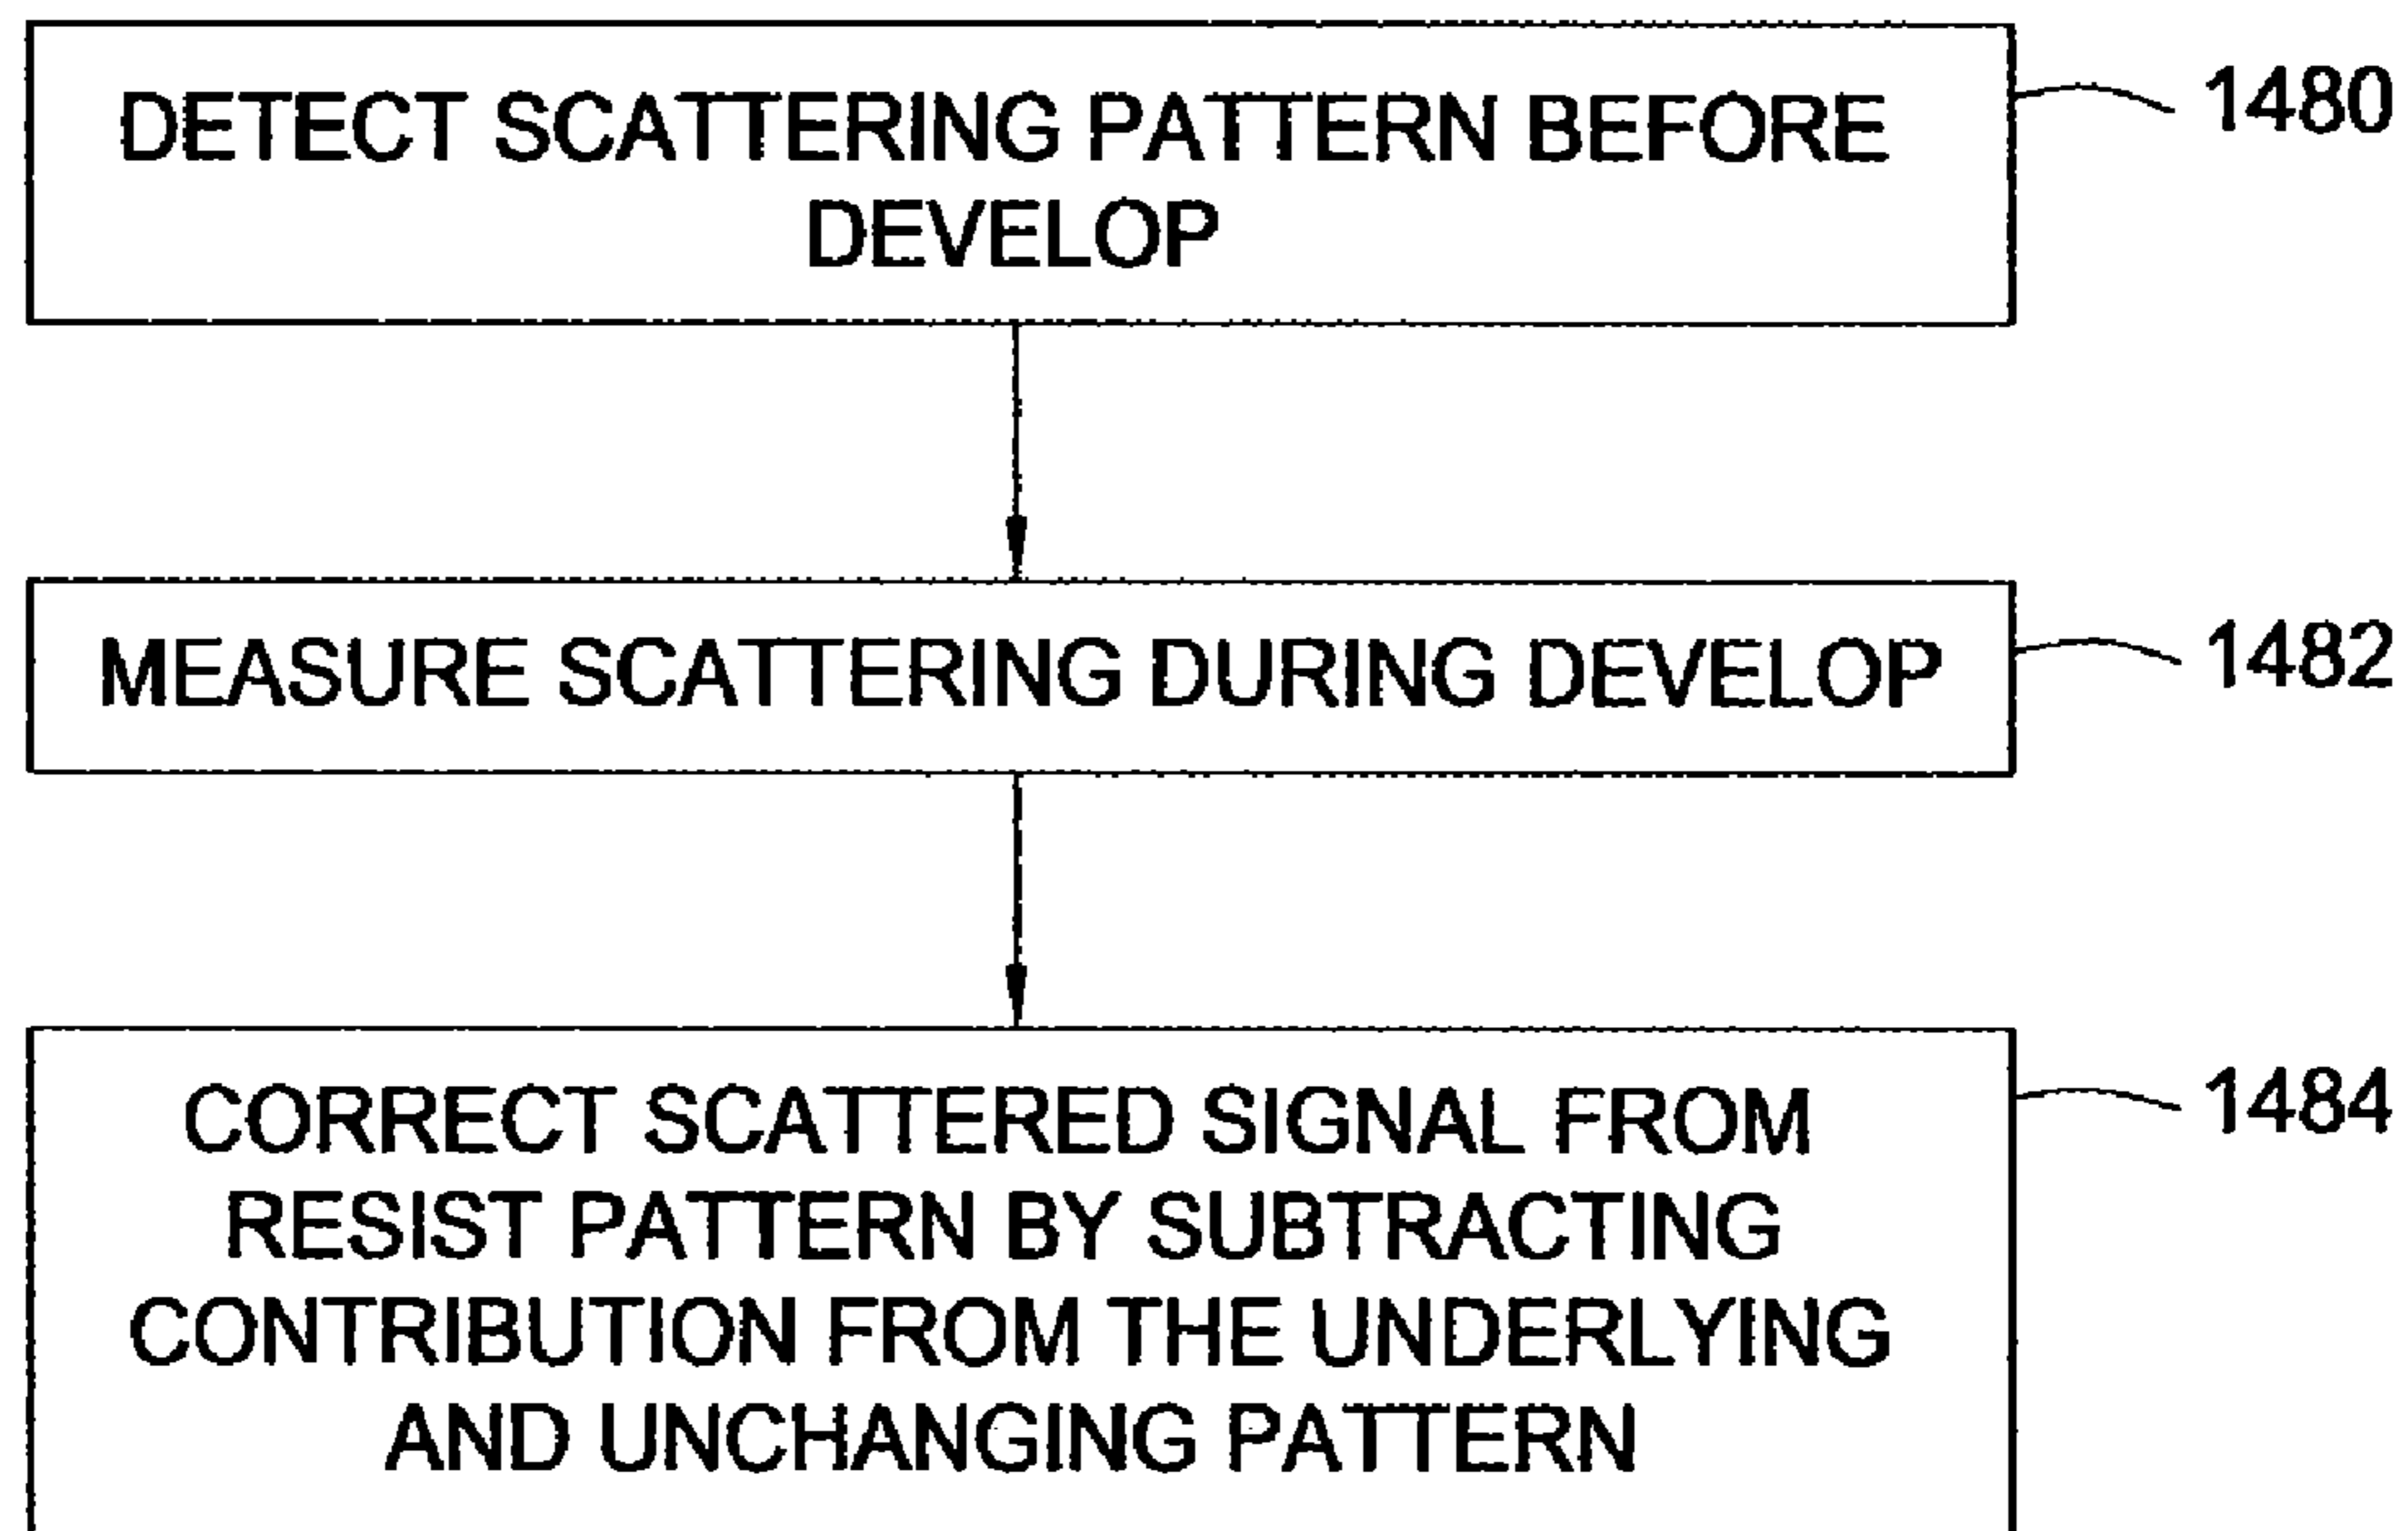 DETECT SCATTERING PATTERN BEFORE
DEVELOP
1480
MEASURE SCATTERING DURING DEVELOP
1482
CORRECT SCATTERED SIGNAL FROM
RESIST PATTERN BY SUBTRACTING
CONTRIBUTION FROM THE UNDERLYING
AND UNCHANGING PATTERN
1484